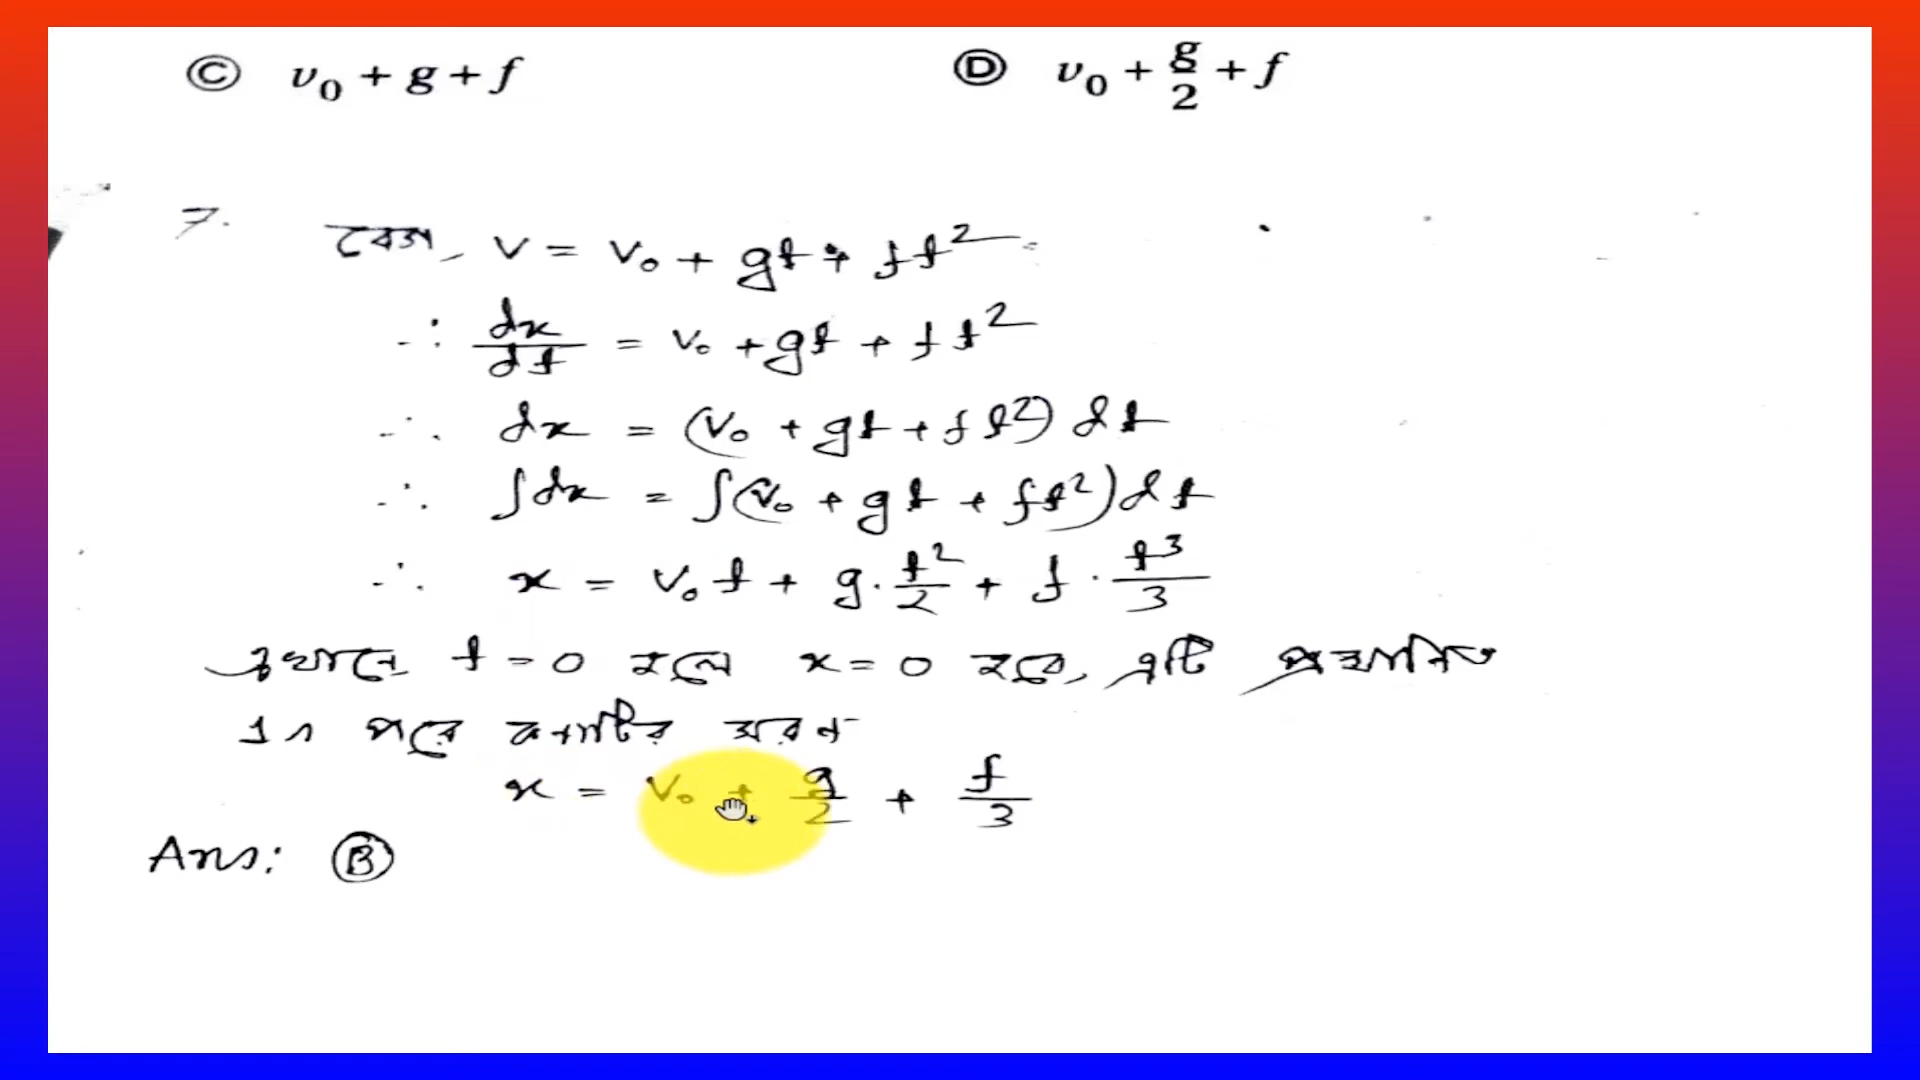 Ⓒ v₀ + g + f
Ⓓ v₀ + g/2 + f
7.
বেগ, v = v₀ + gt + ft²
∴ dx/dt = v₀ + gt + ft²
∴ dx = (v₀ + gt + ft²) dt
∴ ∫dx = ∫(v₀ + gt + ft²) dt
∴ x = v₀t + g · t²/2 + f · t³/3
এখানে t = 0 হলে x = 0 হবে, এটি প্রমাণিত
1s পরে কণাটির সরণ
x = v₀ + g/2 + f/3
Ans: Ⓑ